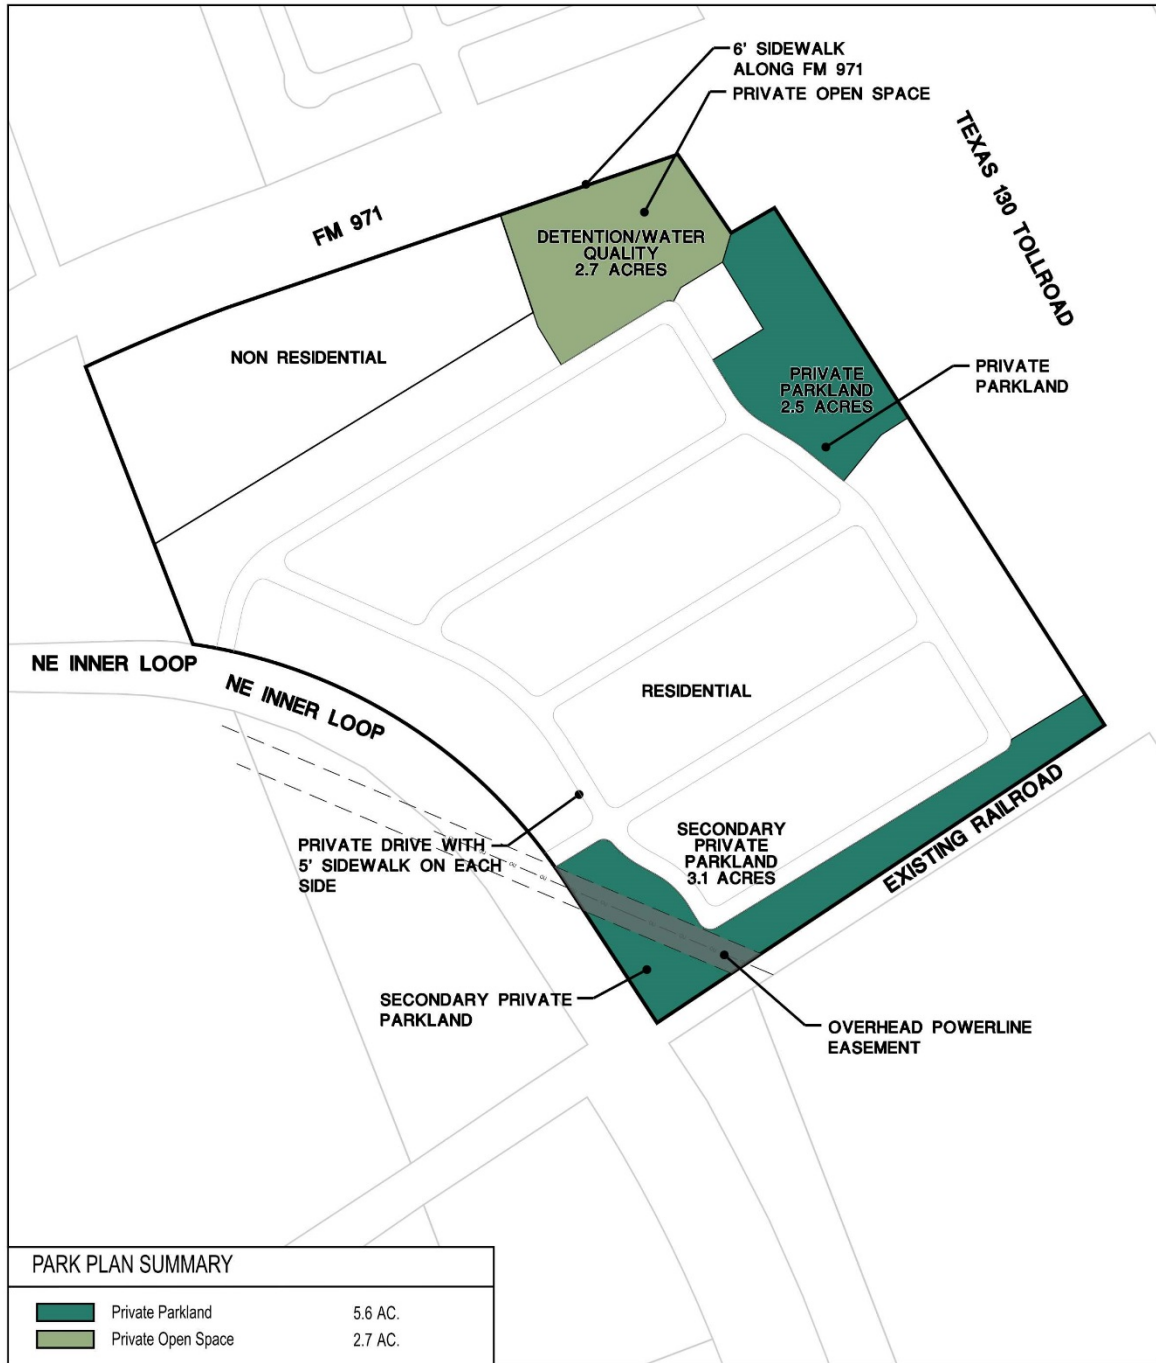 6' SIDEWALK
ALONG FM 971
PRIVATE OPEN SPACE
TEXAS 130 TOLLROAD
FM 971
DETENTION/WATER
QUALITY
2.7 ACRES
NON RESIDENTIAL
PRIVATE
PARKLAND
2.5 ACRES
PRIVATE
PARKLAND
NE INNER LOOP
NE INNER LOOP
RESIDENTIAL
PRIVATE DRIVE WITH
5' SIDEWALK ON EACH
SIDE
SECONDARY
PRIVATE
PARKLAND
3.1 ACRES
EXISTING RAILROAD
SECONDARY PRIVATE
PARKLAND
OVERHEAD POWERLINE
EASEMENT
PARK PLAN SUMMARY
Private Parkland 5.6 AC.
Private Open Space 2.7 AC.